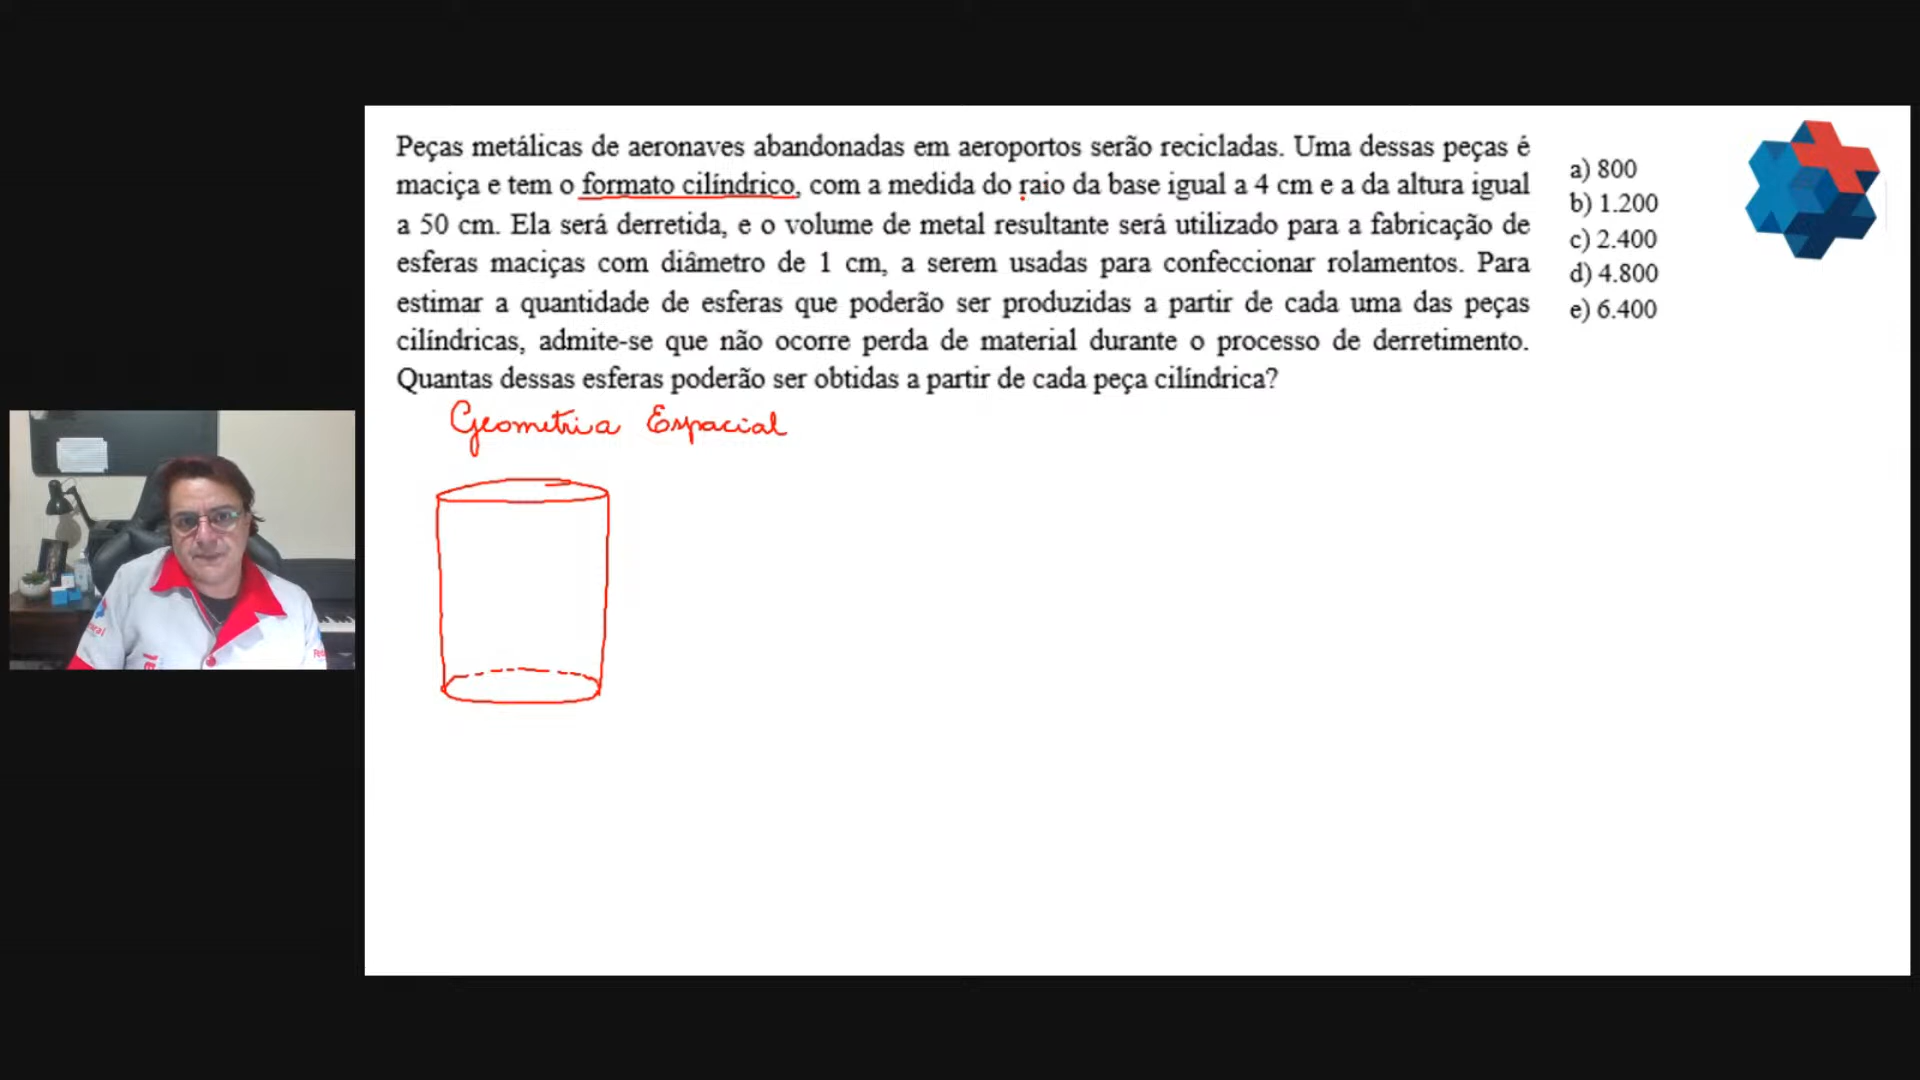 Peças metálicas de aeronaves abandonadas em aeroportos serão recicladas. Uma dessas peças é
maciça e tem o formato cilíndrico, com a medida do raio da base igual a 4 cm e a da altura igual
a 50 cm. Ela será derretida, e o volume de metal resultante será utilizado para a fabricação de
esferas maciças com diâmetro de 1 cm, a serem usadas para confeccionar rolamentos. Para
estimar a quantidade de esferas que poderão ser produzidas a partir de cada uma das peças
cilíndricas, admite-se que não ocorre perda de material durante o processo de derretimento.
Quantas dessas esferas poderão ser obtidas a partir de cada peça cilíndrica?
a) 800
b) 1.200
c) 2.400
d) 4.800
e) 6.400
Geometria Espacial